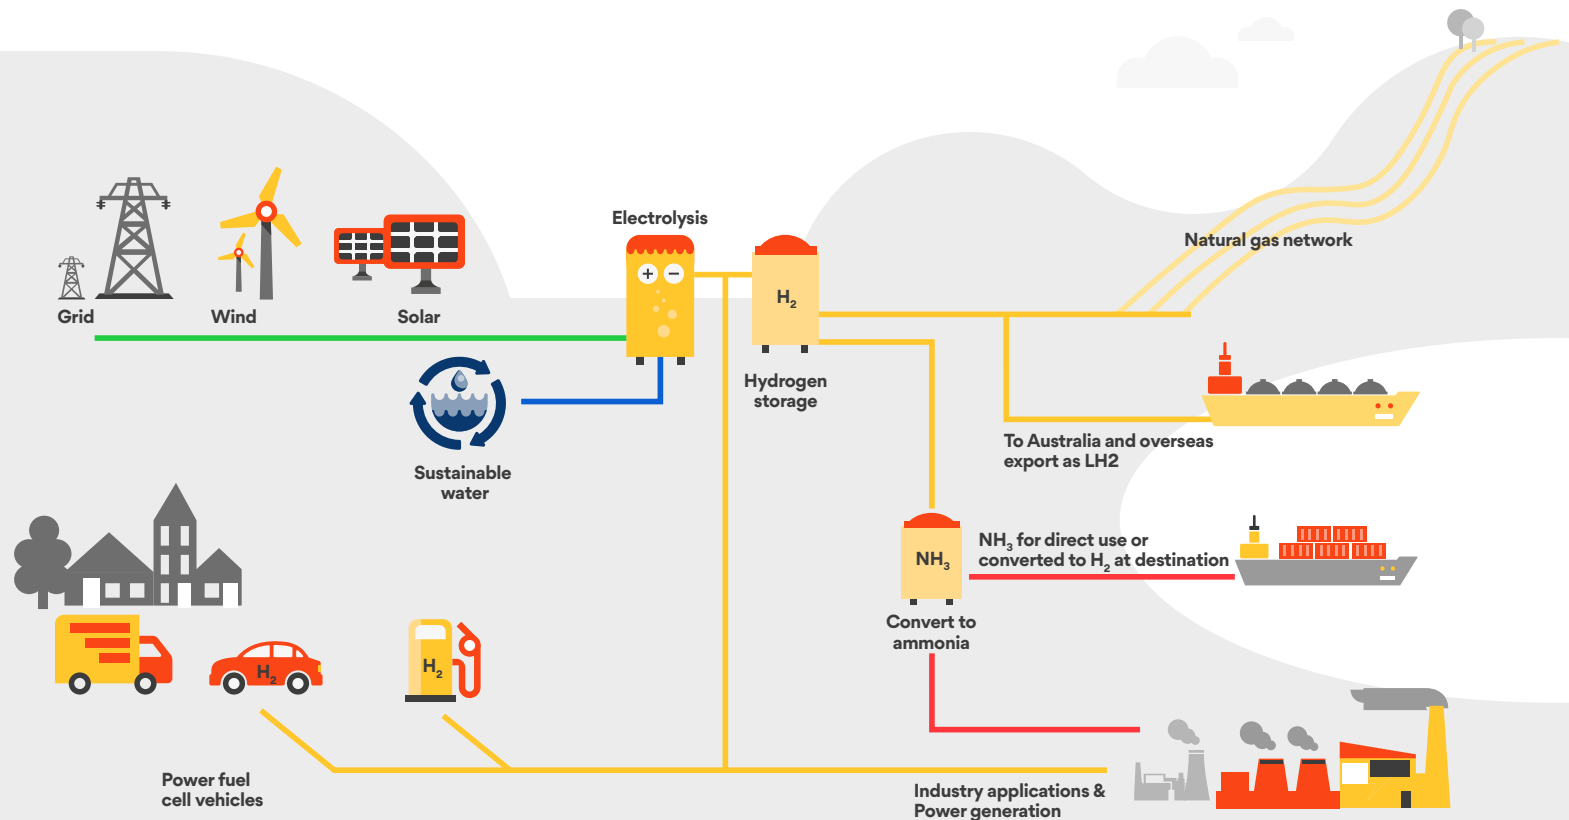 Electrolysis
+ −
H₂
Natural gas network
Grid
Wind
Solar
Hydrogen
storage
To Australia and overseas
export as LH2
Sustainable
water
NH₃
NH₃ for direct use or
converted to H₂ at destination
Convert to
ammonia
H₂
H₂
Power fuel
cell vehicles
Industry applications &
Power generation